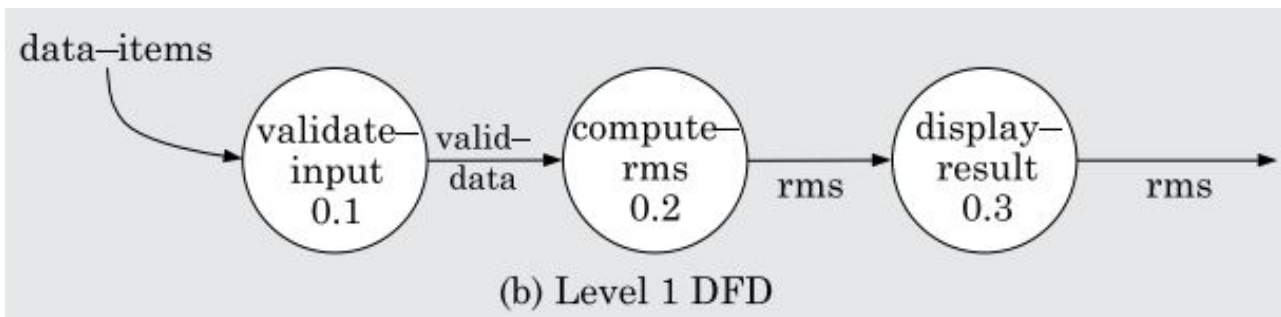 data–items
validate–
input
0.1
valid–
data
compute–
rms
0.2
rms
display–
result
0.3
rms
(b) Level 1 DFD